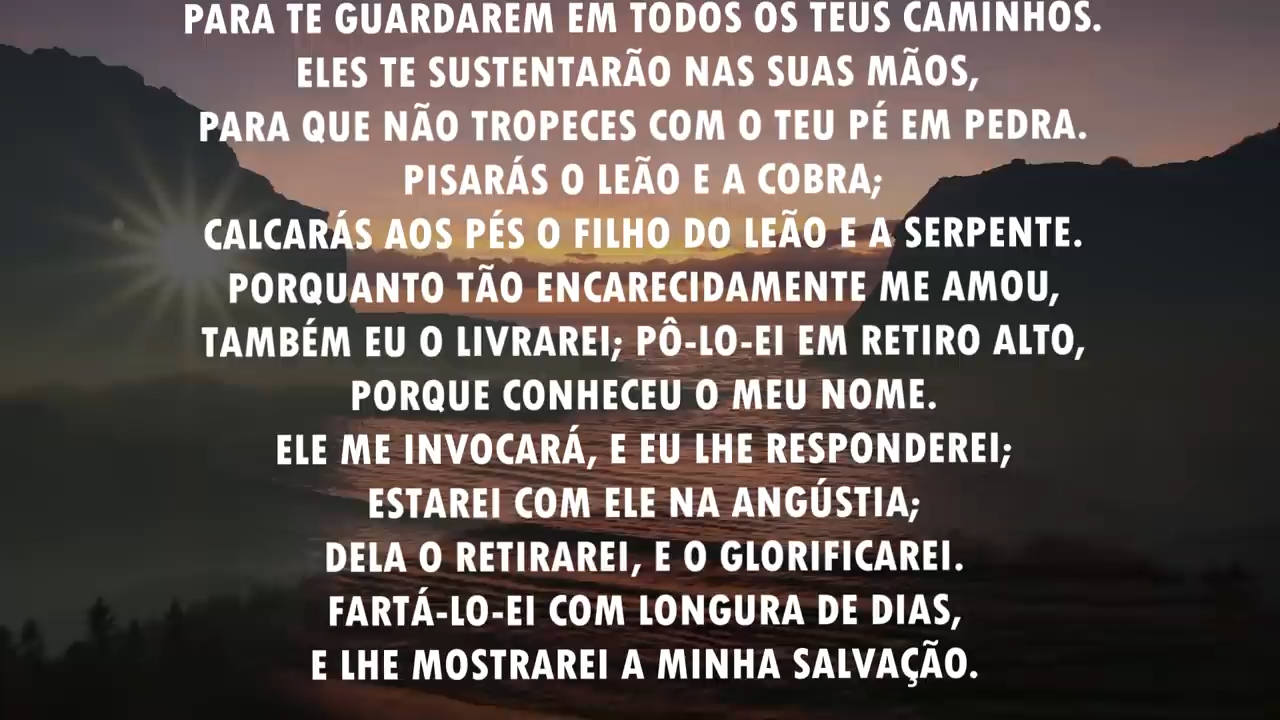 PARA TE GUARDAREM EM TODOS OS TEUS CAMINHOS.
ELES TE SUSTENTARÃO NAS SUAS MÃOS,
PARA QUE NÃO TROPECES COM O TEU PÉ EM PEDRA.
PISARÁS O LEÃO E A COBRA;
CALCARÁS AOS PÉS O FILHO DO LEÃO E A SERPENTE.
PORQUANTO TÃO ENCARECIDAMENTE ME AMOU,
TAMBÉM EU O LIVRAREI; PÔ-LO-EI EM RETIRO ALTO,
PORQUE CONHECEU O MEU NOME.
ELE ME INVOCARÁ, E EU LHE RESPONDEREI;
ESTAREI COM ELE NA ANGÚSTIA;
DELA O RETIRAREI, E O GLORIFICAREI.
FARTÁ-LO-EI COM LONGURA DE DIAS,
E LHE MOSTRAREI A MINHA SALVAÇÃO.